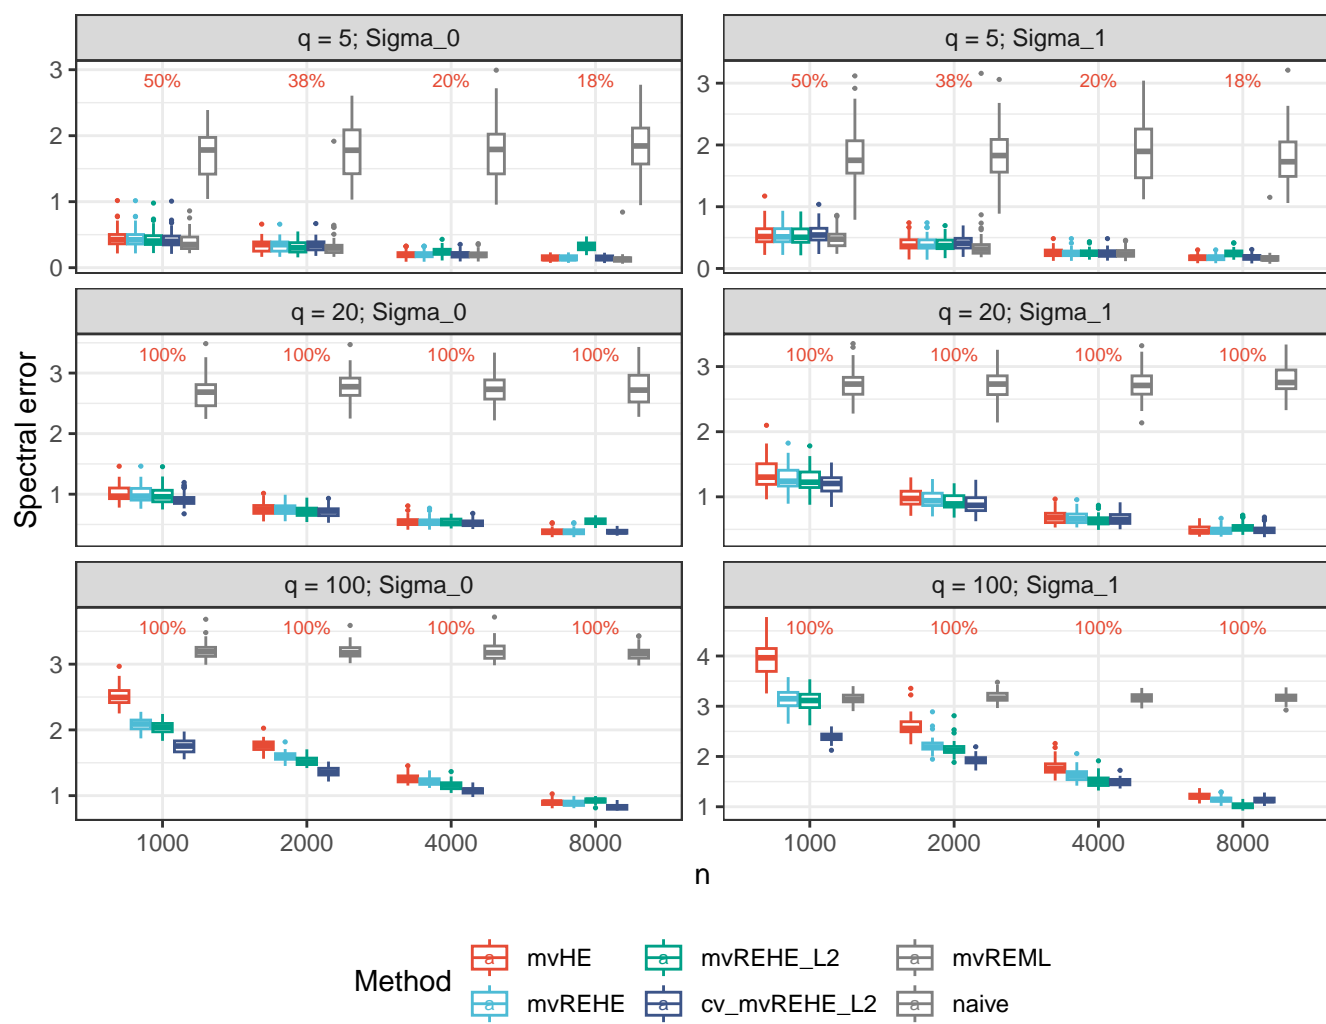 q = 5; Sigma_0
q = 5; Sigma_1
50% 38% 20% 18%
50% 38% 20% 18%
3
2
1
0
3
2
1
0
q = 20; Sigma_0
q = 20; Sigma_1
100% 100% 100% 100%
100% 100% 100% 100%
3
2
1
3
2
1
Spectral error
q = 100; Sigma_0
q = 100; Sigma_1
100% 100% 100% 100%
100% 100% 100% 100%
3
2
1
4
3
2
1
1000 2000 4000 8000
1000 2000 4000 8000
n
Method
a mvHE
a mvREHE_L2
a mvREML
a mvREHE
a cv_mvREHE_L2
a naive